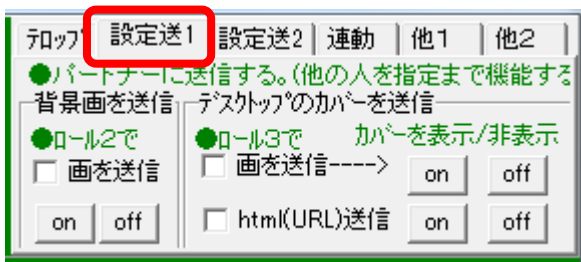 ﾃﾛｯﾌﾟ 設定送1 設定送2 連動 他1 他2
●パートナーに送信する。(他の人を指定まで機能する
背景画を送信 ﾃﾞｽｸﾄｯﾌﾟのｶﾊﾞｰを送信
●ﾛｰﾙ2で ●ﾛｰﾙ3で ｶﾊﾞｰを表示/非表示
画を送信 画を送信----> on off
on off html(URL)送信 on off